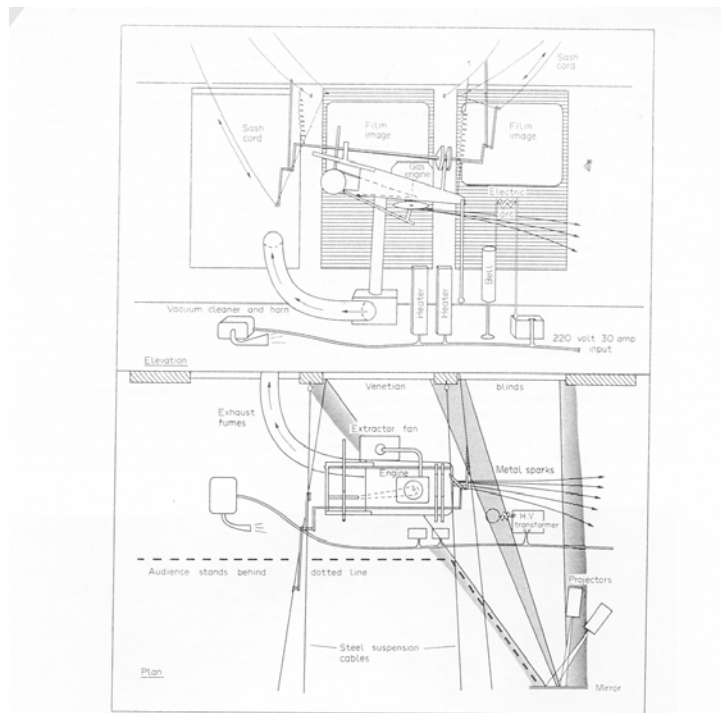 Sash
cord
Sash
cord
Film
image
Film
image
Gas
engine
Electric
arc
Bell
Heater
Heater
Vacuum cleaner and horn
220 volt 30 amp
input
Elevation
Venetian
blinds
Exhaust
fumes
Extractor fan
Engine
Metal sparks
H.V.
transformer
Audience stands behind
dotted line
Projectors
Steel suspension
cables
Plan
Mirror